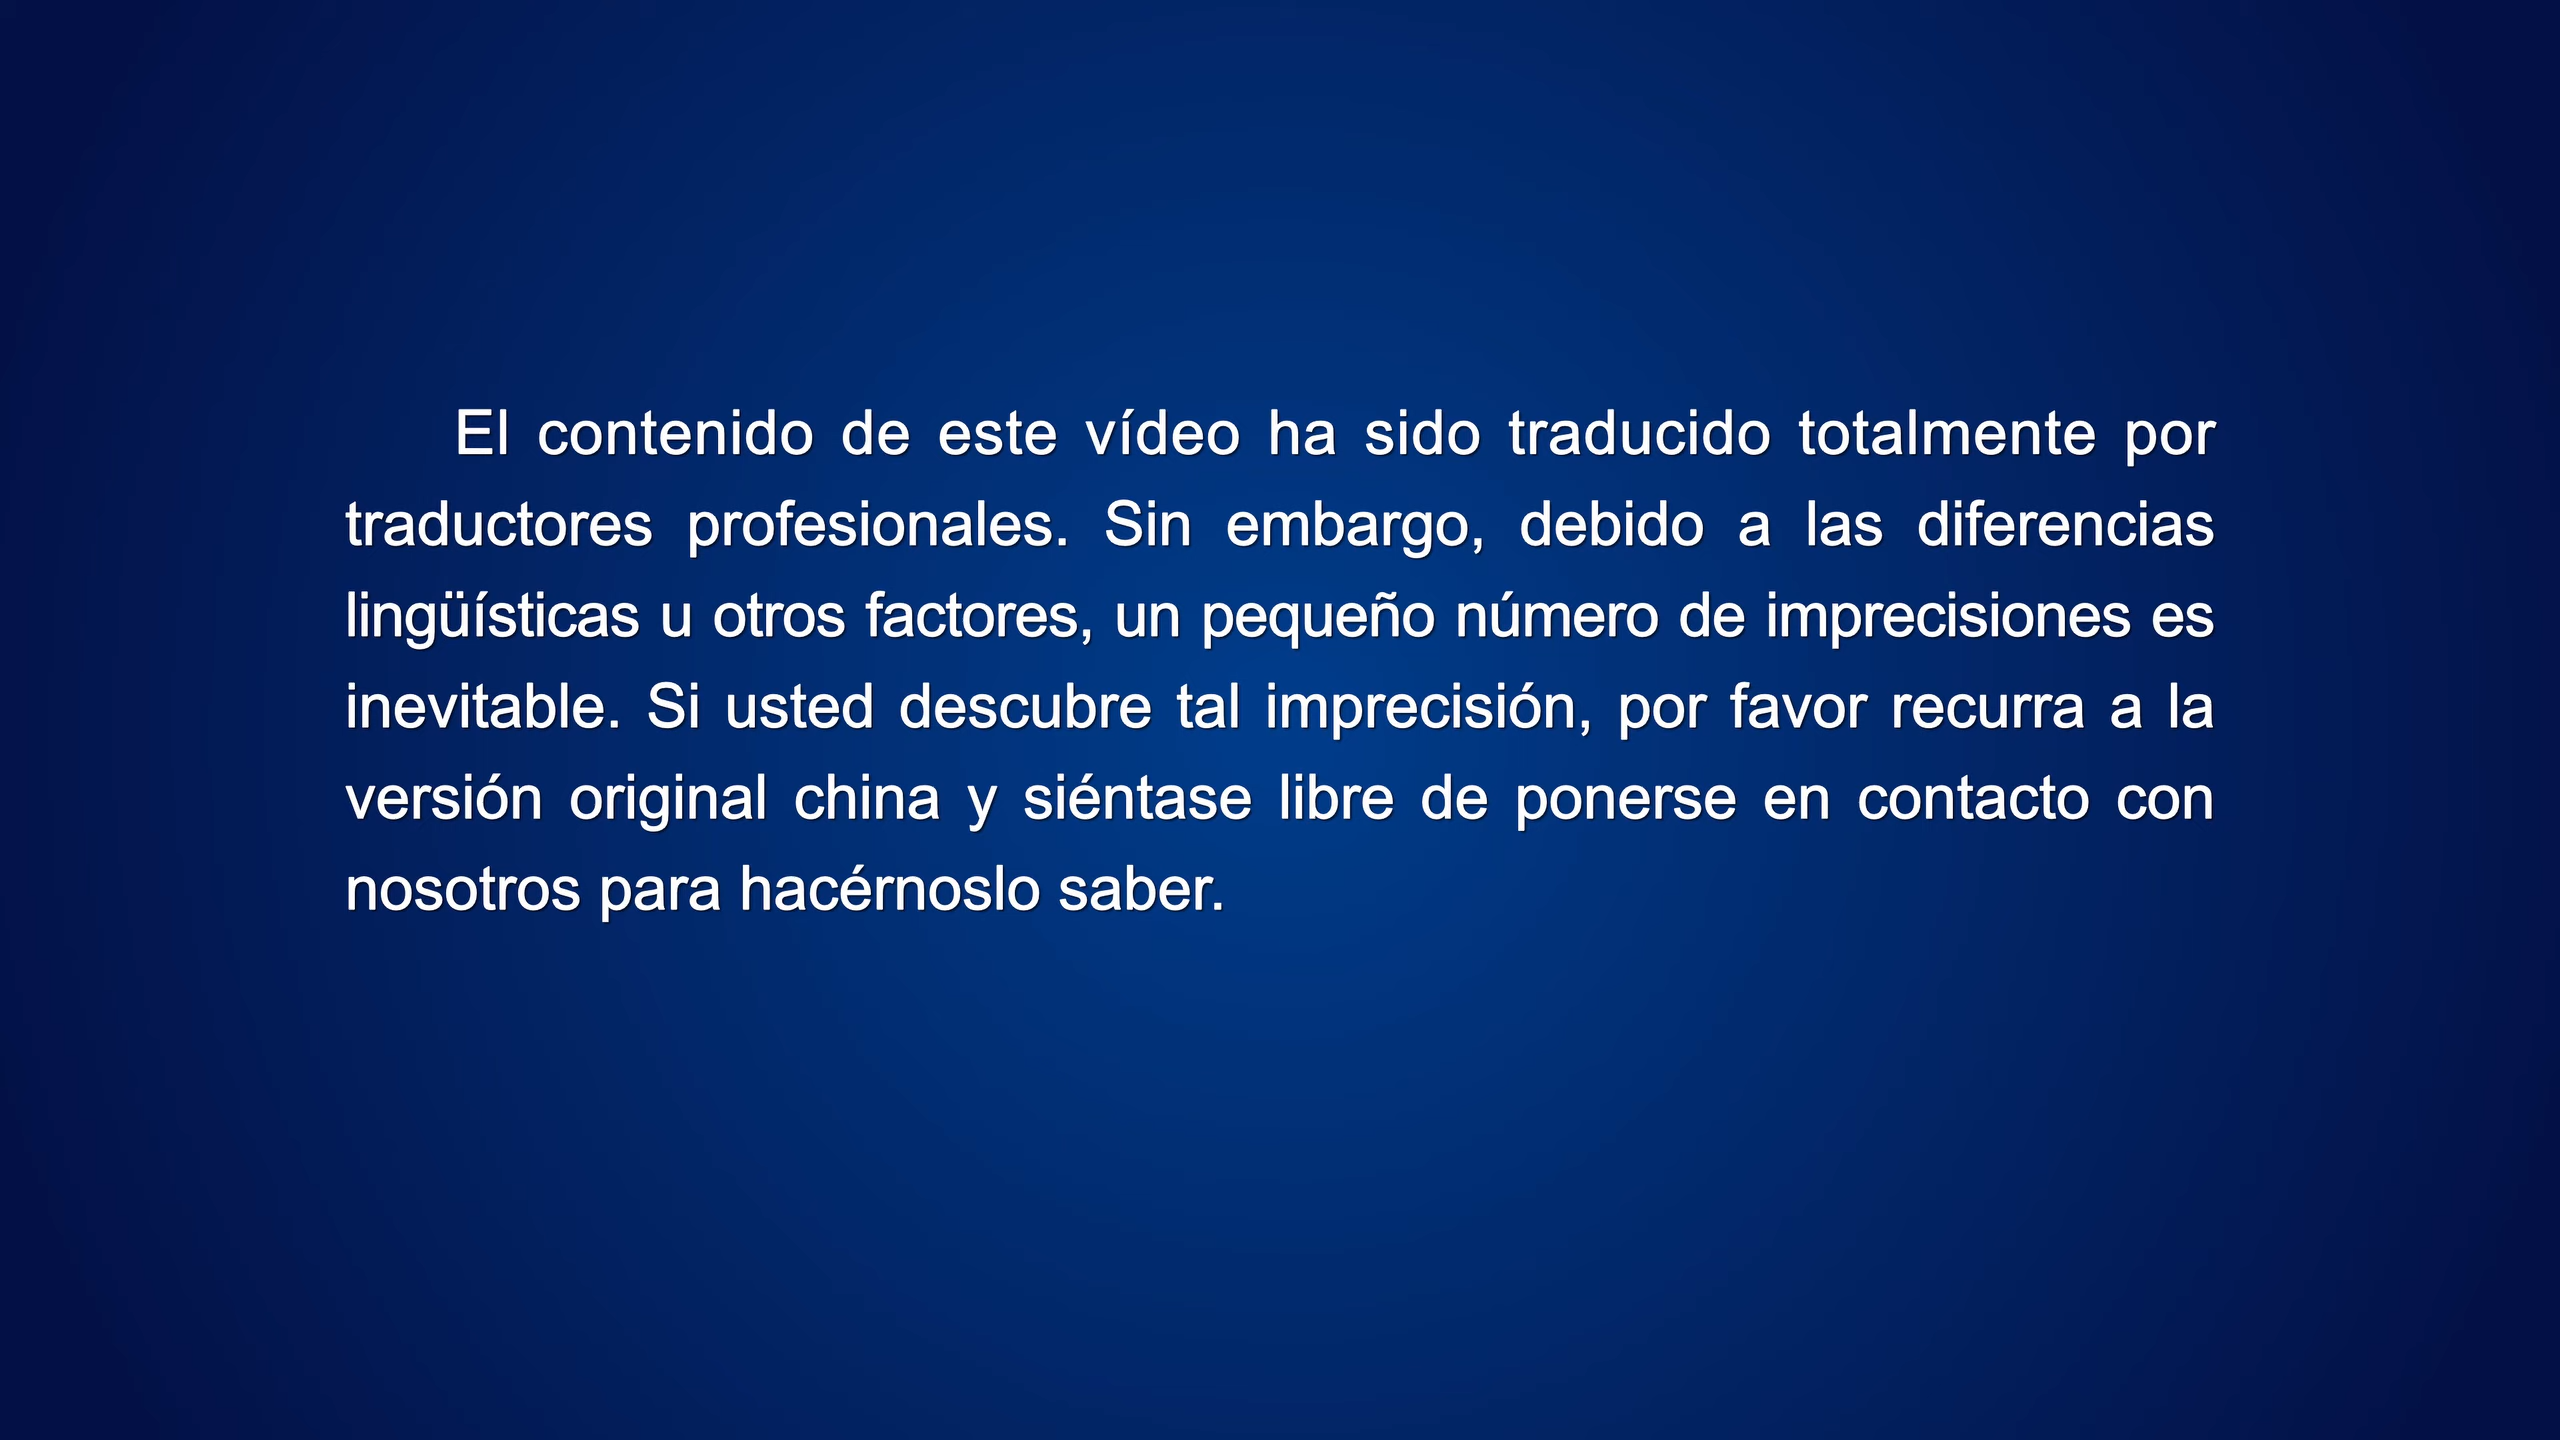 El contenido de este vídeo ha sido traducido totalmente por
traductores profesionales. Sin embargo, debido a las diferencias
lingüísticas u otros factores, un pequeño número de imprecisiones es
inevitable. Si usted descubre tal imprecisión, por favor recurra a la
versión original china y siéntase libre de ponerse en contacto con
nosotros para hacérnoslo saber.